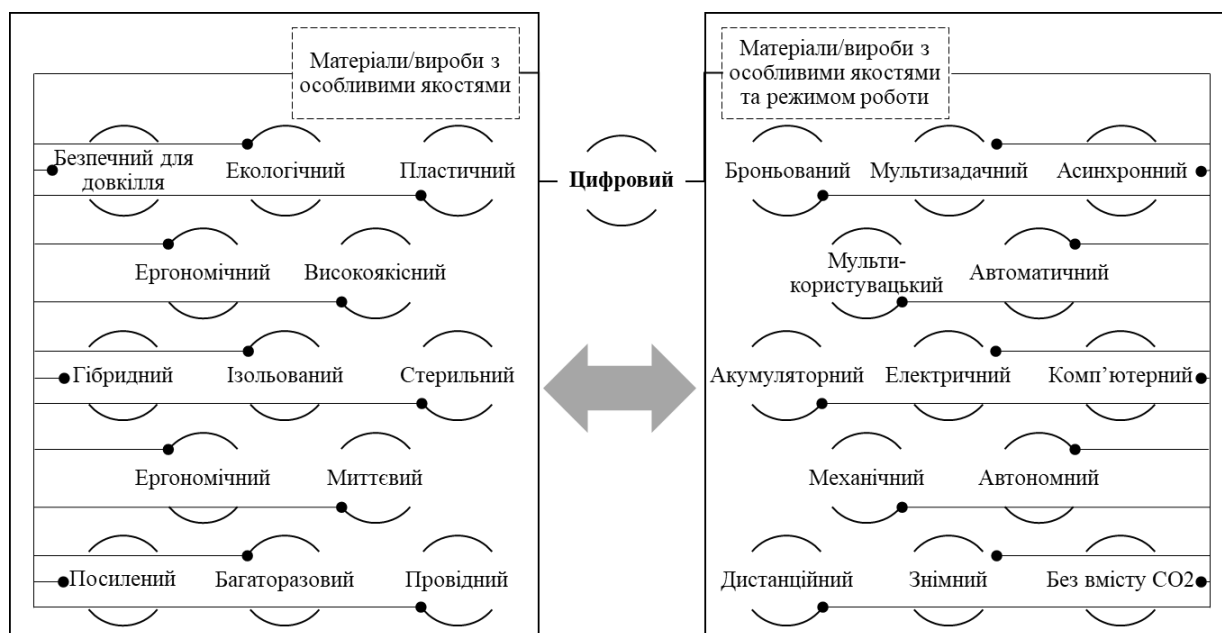 Матеріали/вироби з
особливими якостями
Безпечний для
довкілля
Екологічний
Пластичний
Ергономічний
Високоякісний
Гібридний
Ізольований
Стерильний
Ергономічний
Миттєвий
Посилений
Багаторазовий
Провідний
Цифровий
Матеріали/вироби з
особливими якостями
та режимом роботи
Броньований
Мультизадачний
Асинхронний
Мульти-
користувацький
Автоматичний
Акумуляторний
Електричний
Комп’ютерний
Механічний
Автономний
Дистанційний
Знімний
Без вмісту СО2